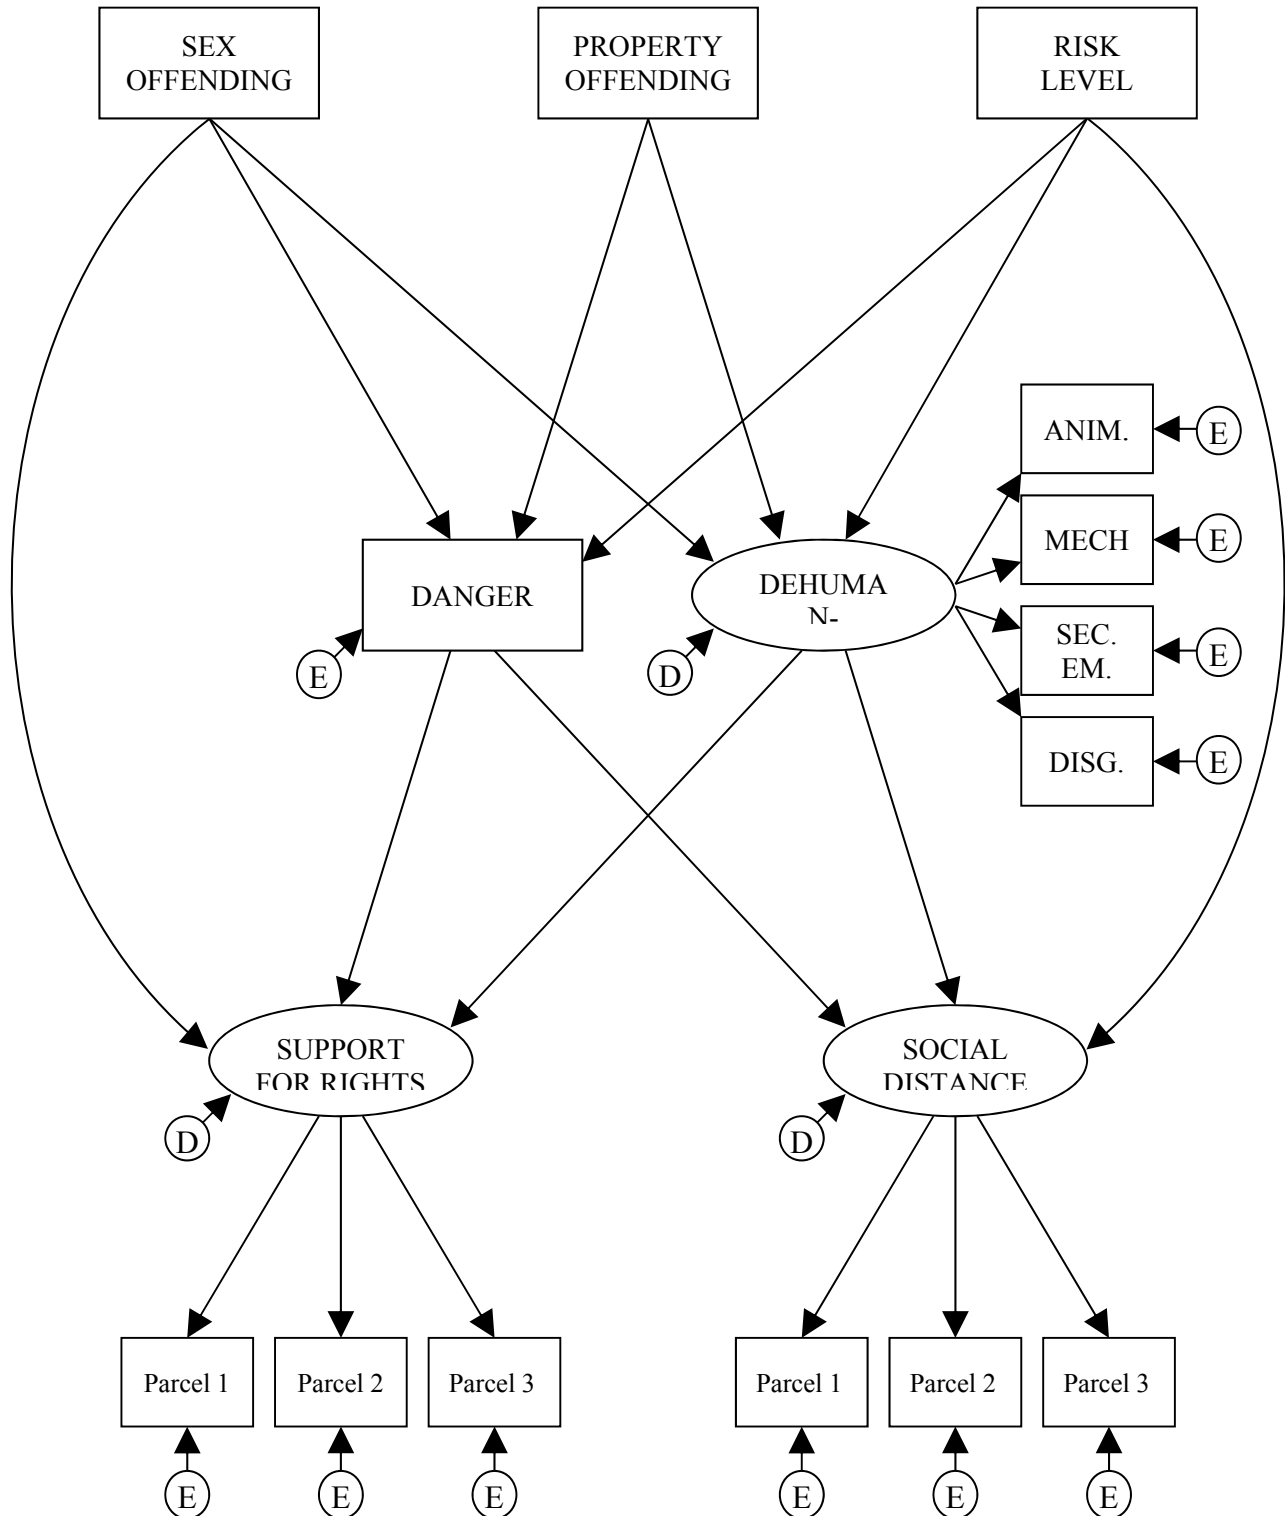 SEX
OFFENDING
PROPERTY
OFFENDING
RISK
LEVEL
ANIM.
E
MECH
E
DANGER
DEHUMA
N-
SEC.
EM.
E
E
D
DISG.
E
SUPPORT
FOR RIGHTS
SOCIAL
DISTANCE
D
D
Parcel 1
Parcel 2
Parcel 3
Parcel 1
Parcel 2
Parcel 3
E
E
E
E
E
E